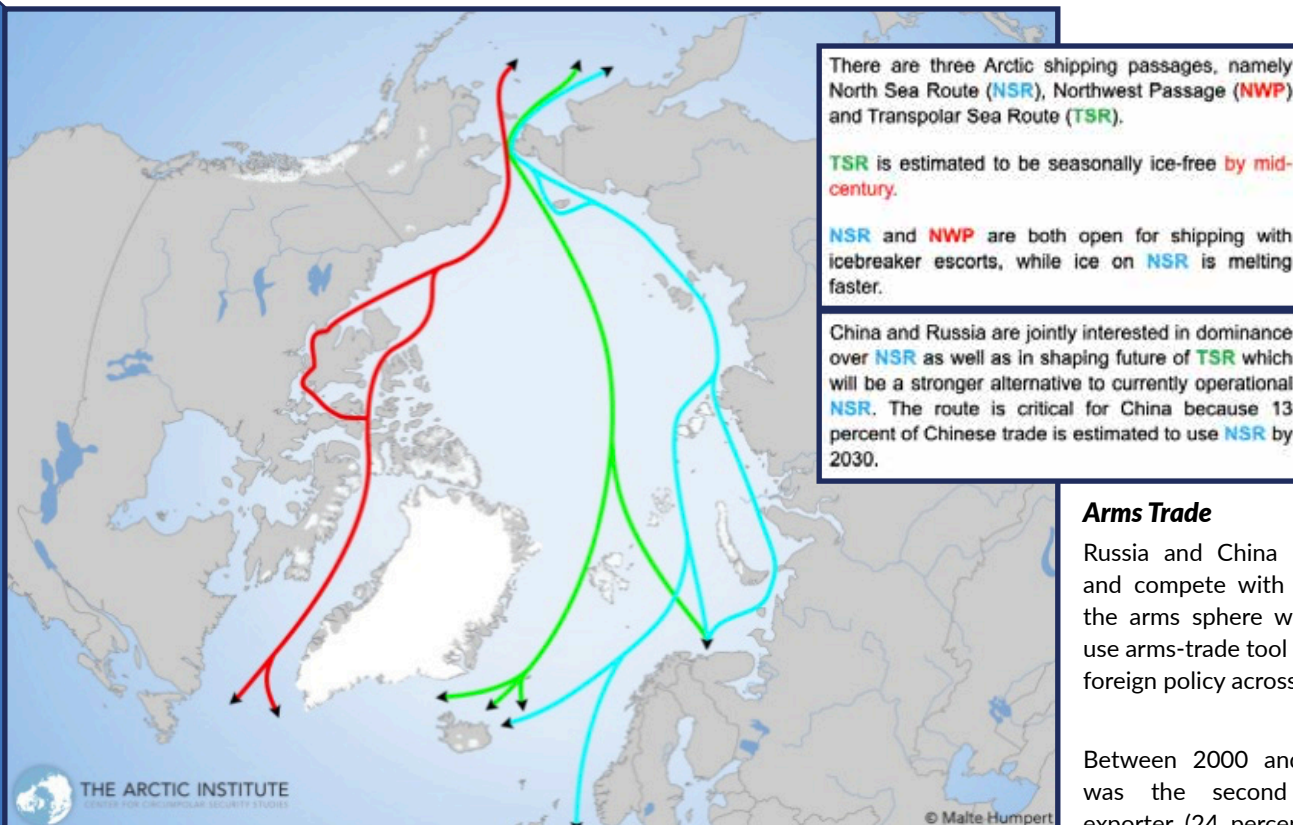 There are three Arctic shipping passages, namely
North Sea Route (NSR), Northwest Passage (NWP)
and Transpolar Sea Route (TSR).
TSR is estimated to be seasonally ice-free by mid-
century.
NSR and NWP are both open for shipping with
icebreaker escorts, while ice on NSR is melting
faster.
China and Russia are jointly interested in dominance
over NSR as well as in shaping future of TSR which
will be a stronger alternative to currently operational
NSR. The route is critical for China because 13
percent of Chinese trade is estimated to use NSR by
2030.
Arms Trade
Russia and China
and compete with
the arms sphere w
use arms-trade tool
foreign policy across
Between 2000 and
was the second
exporter (24 percen
THE ARCTIC INSTITUTE
CENTER FOR CIRCUMPOLAR SECURITY STUDIES
© Malte Humpert